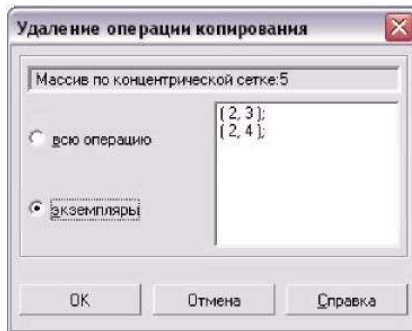 Удаление операции копирования
Массив по концентрической сетке:5
всю операцию
( 2, 3 );
( 2, 4 );
экземпляры
OK
Отмена
Справка